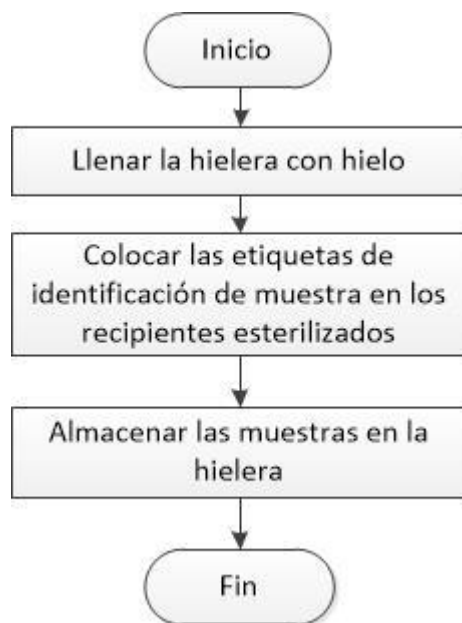 Inicio
Llenar la hielera con hielo
Colocar las etiquetas de
identificación de muestra en los
recipientes esterilizados
Almacenar las muestras en la
hielera
Fin